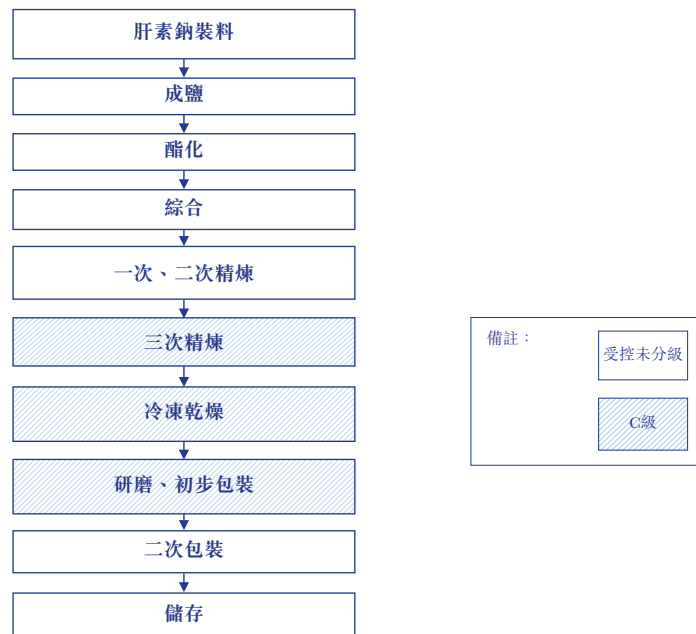 肝素鈉裝料
成鹽
酯化
綜合
一次、二次精煉
三次精煉
冷凍乾燥
研磨、初步包裝
二次包裝
儲存
備註：
受控未分級
C級